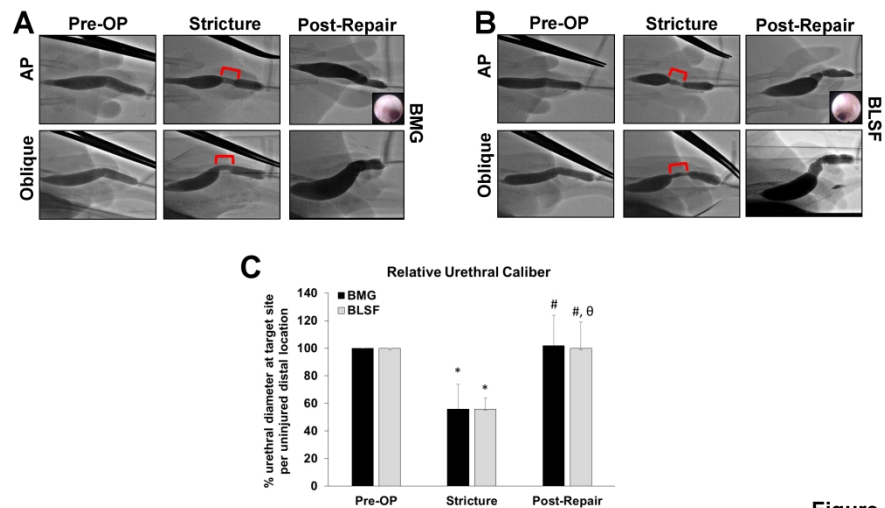 A
Pre-OP
Stricture
Post-Repair
AP
Oblique
BMG
B
Pre-OP
Stricture
Post-Repair
AP
Oblique
BLSF
C
Relative Urethral Caliber
% urethral diameter at target site
per uninjured distal location
140
120
100
80
60
40
20
0
BMG
BLSF
*
*
#
#, θ
Pre-OP
Stricture
Post-Repair
Figure